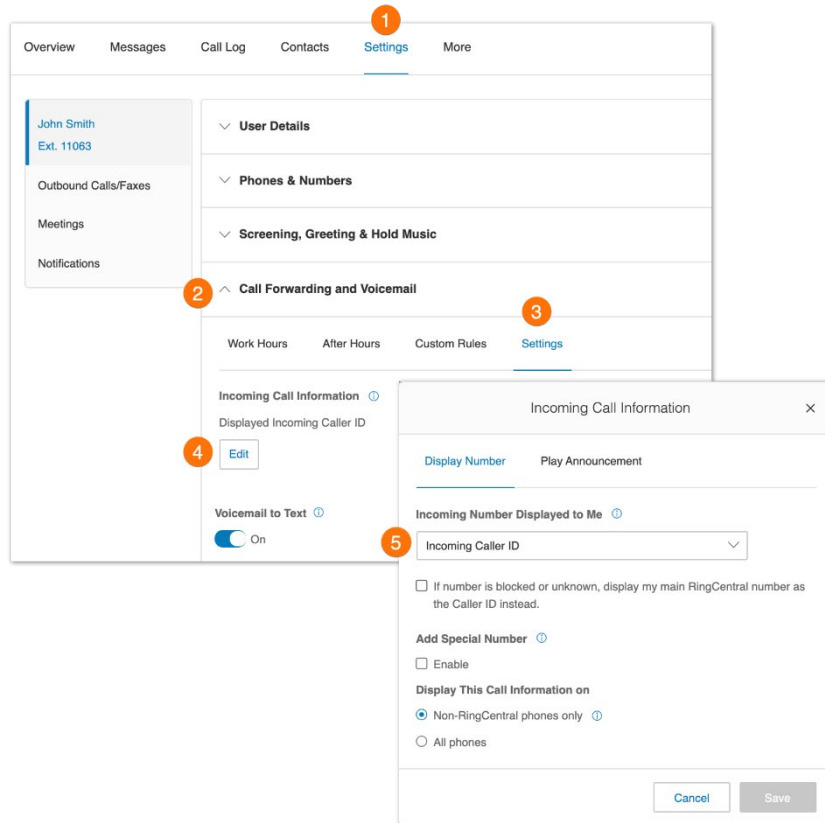 1
Overview Messages Call Log Contacts Settings More
John Smith
Ext. 11063
Outbound Calls/Faxes
Meetings
Notifications
User Details
Phones & Numbers
Screening, Greeting & Hold Music
2 Call Forwarding and Voicemail
3
Work Hours After Hours Custom Rules Settings
Incoming Call Information
Displayed Incoming Caller ID
4 Edit
Voicemail to Text
On
Incoming Call Information
Display Number Play Announcement
Incoming Number Displayed to Me
5 Incoming Caller ID
If number is blocked or unknown, display my main RingCentral number as
the Caller ID instead.
Add Special Number
Enable
Display This Call Information on
Non-RingCentral phones only
All phones
Cancel Save